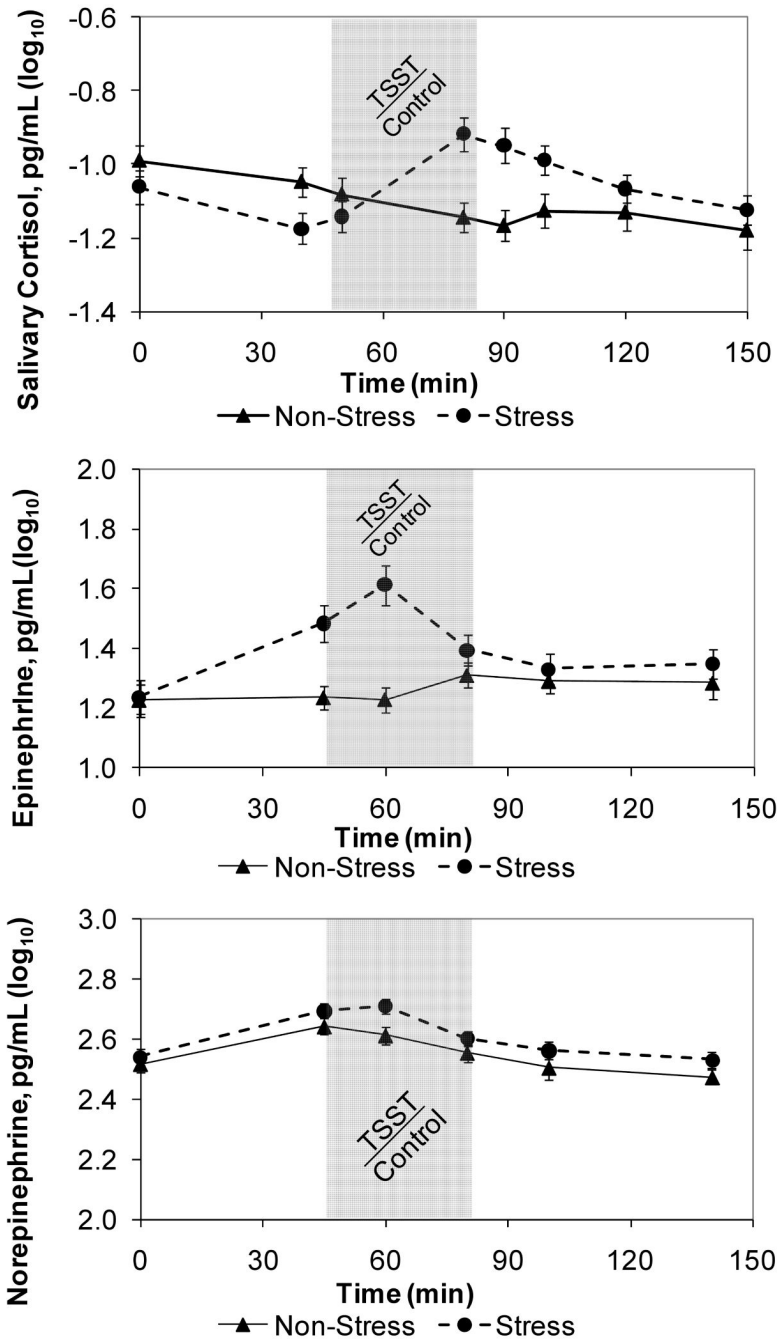 Salivary Cortisol, pg/mL (log10)
-0.6
-0.8
-1.0
-1.2
-1.4
TSST
Control
0 30 60 90 120 150
Time (min)
Non-Stress Stress
Epinephrine, pg/mL(log10)
2.0
1.8
1.6
1.4
1.2
1.0
TSST
Control
0 30 60 90 120 150
Time (min)
Non-Stress Stress
Norepinephrine, pg/mL(log10)
3.0
2.8
2.6
2.4
2.2
2.0
TSST
Control
0 30 60 90 120 150
Time (min)
Non-Stress Stress